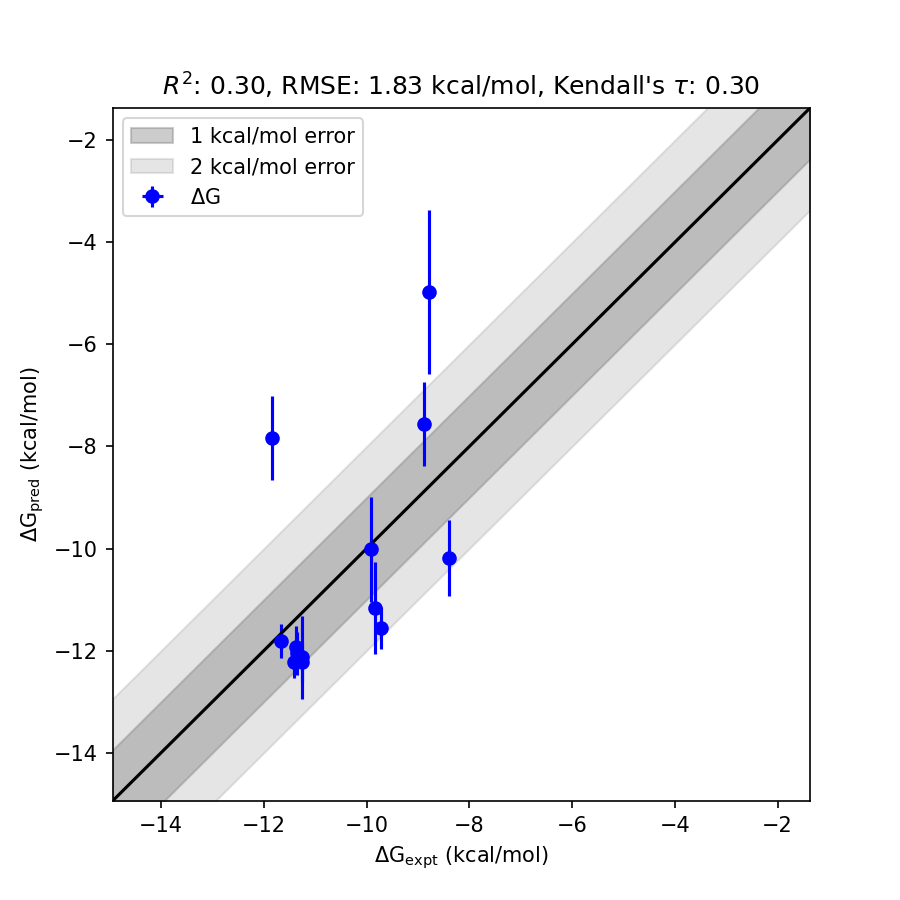 R²: 0.30, RMSE: 1.83 kcal/mol, Kendall's τ: 0.30
1 kcal/mol error
2 kcal/mol error
ΔG
−2
−4
−6
−8
−10
−12
−14
ΔG_pred (kcal/mol)
−14 −12 −10 −8 −6 −4 −2
ΔG_expt (kcal/mol)